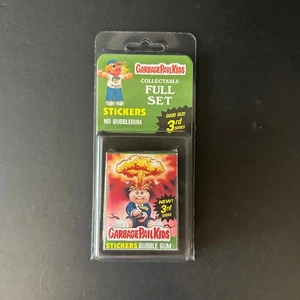 GARBAGE PAIL KIDS
COLLECTABLE
FULL
SET
STICKERS
NO BUBBLEGUM
GOOD OLD!
3rd
SERIES
NEW!
3rd
SERIES
GARBAGE PAIL KIDS
STICKERS BUBBLE GUM